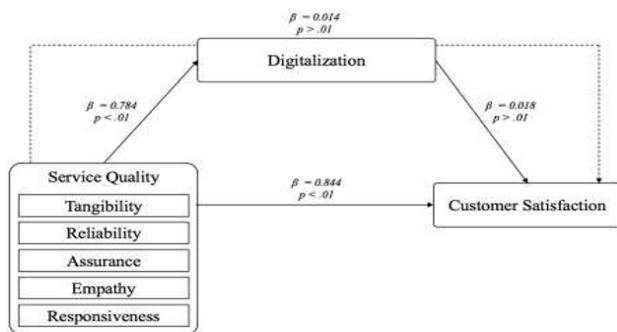 β = 0.014
p > .01
Digitalization
β = 0.784
p < .01
β = 0.018
p > .01
Service Quality
β = 0.844
p < .01
Tangibility
Customer Satisfaction
Reliability
Assurance
Empathy
Responsiveness